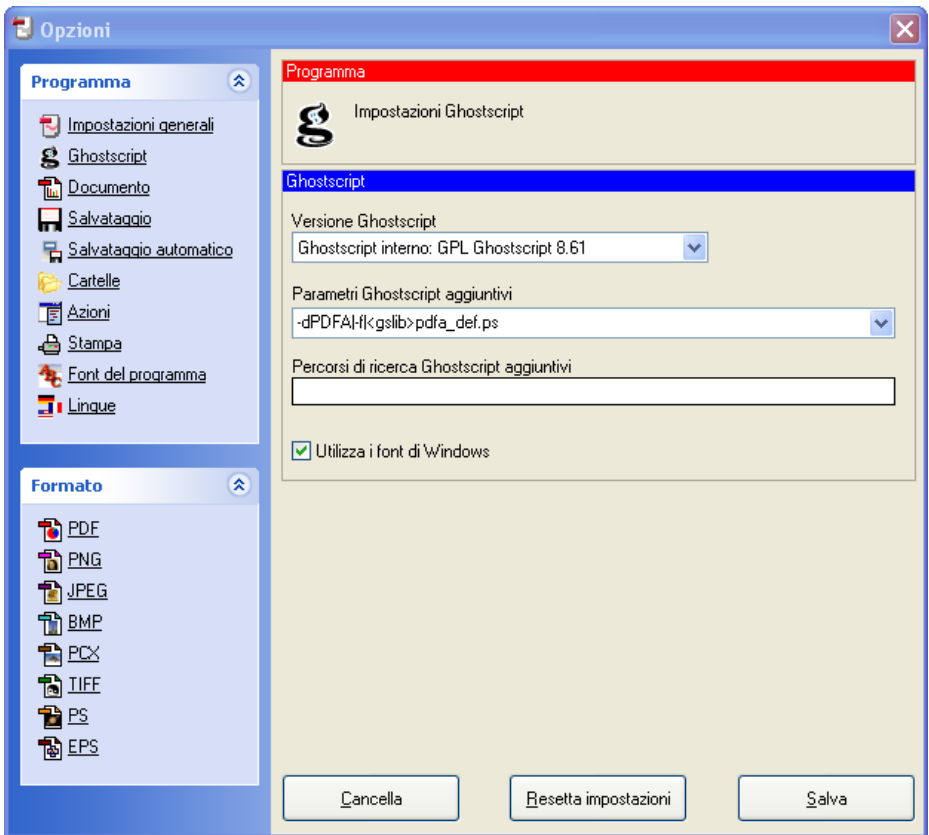 Opzioni
Programma
Impostazioni generali
Ghostscript
Documento
Salvataggio
Salvataggio automatico
Cartelle
Azioni
Stampa
Font del programma
Lingue
Formato
PDF
PNG
JPEG
BMP
PCX
TIFF
PS
EPS
Programma
Impostazioni Ghostscript
Ghostscript
Versione Ghostscript
Ghostscript interno: GPL Ghostscript 8.61
Parametri Ghostscript aggiuntivi
-dPDFA|-f|<gslib>pdfa_def.ps
Percorsi di ricerca Ghostscript aggiuntivi
Utilizza i font di Windows
Cancella
Resetta impostazioni
Salva